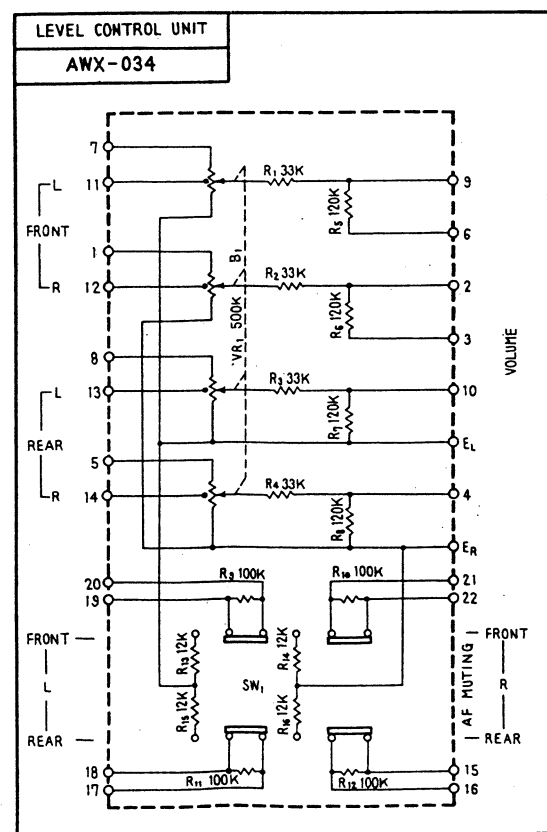 LEVEL CONTROL UNIT
AWX-034
7
R1 33K
L
11
9
R5 120K
FRONT
6
1
B1
R2 33K
R
12
2
R6 120K
3
VR1 500K
VOLUME
8
R3 33K
L
13
10
R7 120K
REAR
EL
5
R4 33K
R
14
4
R8 120K
ER
R9 100K
R10 100K
20
21
19
22
FRONT
R13 12K
R14 12K
FRONT
L
SW1
AF MUTING
R
R15 12K
R16 12K
REAR
REAR
18
15
R11 100K
R12 100K
17
16